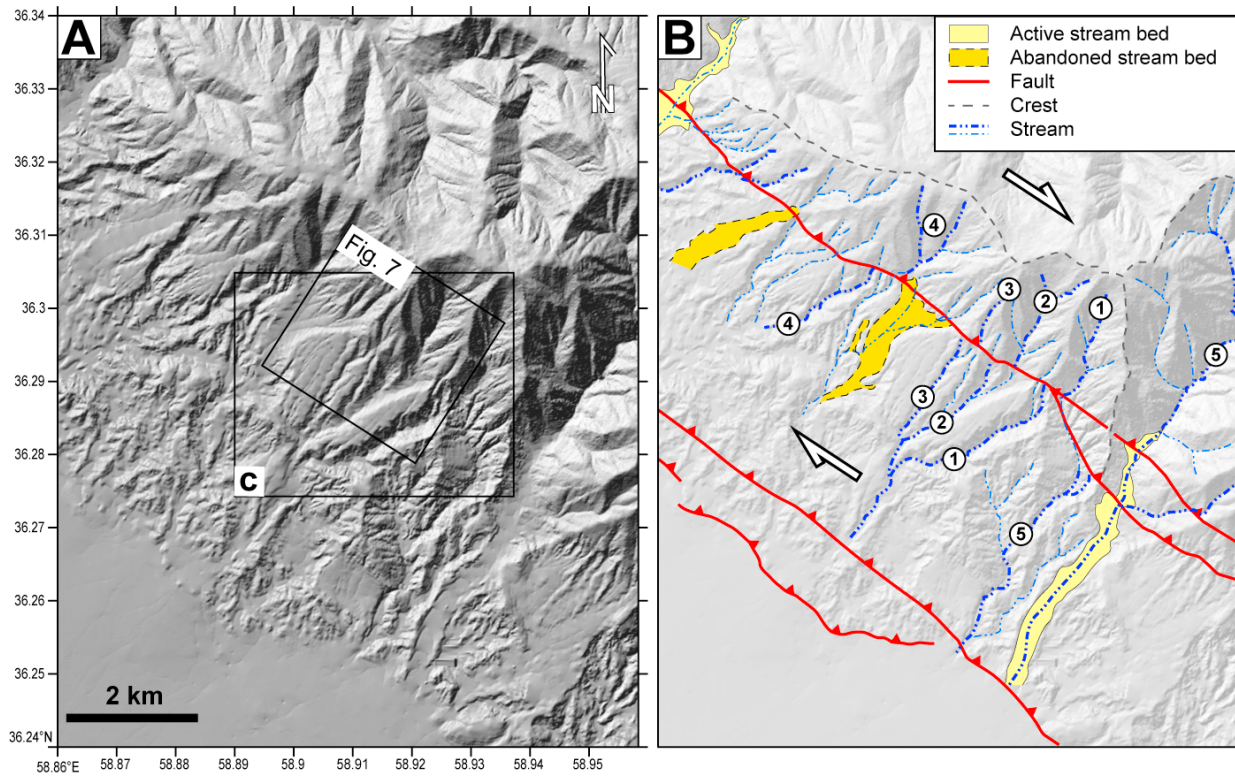 36.34
36.33
36.32
36.31
36.3
36.29
36.28
36.27
36.26
36.25
36.24°N
58.86°E
58.87
58.88
58.89
58.9
58.91
58.92
58.93
58.94
58.95
A
N
Fig. 7
c
2 km
B
Active stream bed
Abandoned stream bed
Fault
Crest
Stream
4
3
2
1
5
4
3
2
1
5